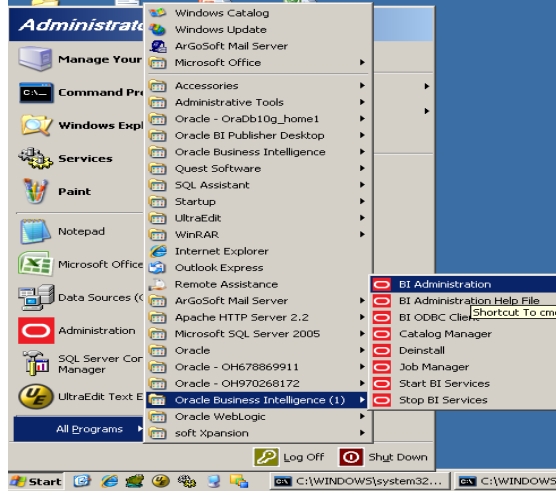 Administrato
Manage Your
Command Pr
Windows Expl
Services
Paint
Notepad
Microsoft Office
Data Sources (
Administration
SQL Server Cor
Manager
UltraEdit Text E
All Programs
Windows Catalog
Windows Update
ArGoSoft Mail Server
Microsoft Office
Accessories
Administrative Tools
Oracle - OraDb10g_home1
Oracle BI Publisher Desktop
Oracle Business Intelligence
Quest Software
SQL Assistant
Startup
UltraEdit
WinRAR
Internet Explorer
Outlook Express
Remote Assistance
ArGoSoft Mail Server
Apache HTTP Server 2.2
Microsoft SQL Server 2005
Oracle
Oracle - OH678869911
Oracle - OH970268172
Oracle Business Intelligence (1)
Oracle WebLogic
soft Xpansion
BI Administration
BI Administration Help File
BI ODBC Client
Shortcut To cm
Catalog Manager
Deinstall
Job Manager
Start BI Services
Stop BI Services
Log Off
Shut Down
Start
C:\WINDOWS\system32...
C:\WINDOWS